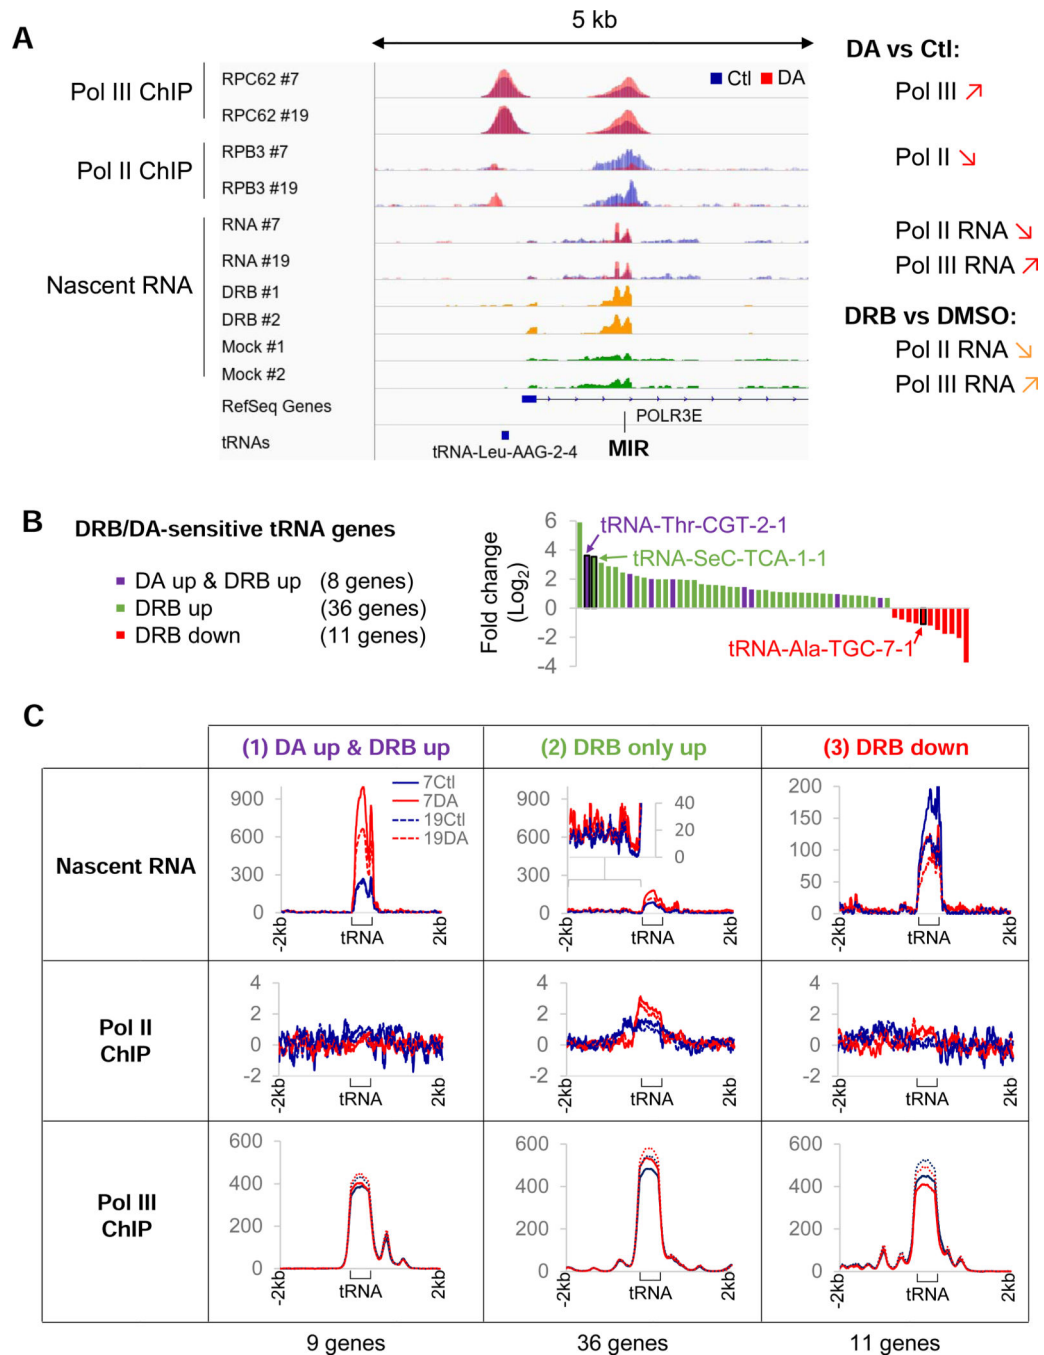 A
5 kb
Pol III ChIP
RPC62 #7
RPC62 #19
Ctl
DA
Pol II ChIP
RPB3 #7
RPB3 #19
Nascent RNA
RNA #7
RNA #19
DRB #1
DRB #2
Mock #1
Mock #2
RefSeq Genes
POLR3E
tRNAs
tRNA-Leu-AAG-2-4
MIR
DA vs Ctl:
Pol III ↗
Pol II ↘
Pol II RNA ↘
Pol III RNA ↗
DRB vs DMSO:
Pol II RNA ↘
Pol III RNA ↗
B
DRB/DA-sensitive tRNA genes
DA up & DRB up (8 genes)
DRB up (36 genes)
DRB down (11 genes)
Fold change
(Log2)
6
4
2
0
-2
-4
tRNA-Thr-CGT-2-1
tRNA-SeC-TCA-1-1
tRNA-Ala-TGC-7-1
C
(1) DA up & DRB up
(2) DRB only up
(3) DRB down
Nascent RNA
900
600
300
0
7Ctl
7DA
19Ctl
19DA
-2kb
tRNA
2kb
900
600
300
0
40
20
0
-2kb
tRNA
2kb
200
150
100
50
0
-2kb
tRNA
2kb
Pol II
ChIP
4
2
0
-2
-2kb
tRNA
2kb
4
2
0
-2
-2kb
tRNA
2kb
4
2
0
-2
-2kb
tRNA
2kb
Pol III
ChIP
600
400
200
0
-2kb
tRNA
2kb
600
400
200
0
-2kb
tRNA
2kb
600
400
200
0
-2kb
tRNA
2kb
9 genes
36 genes
11 genes